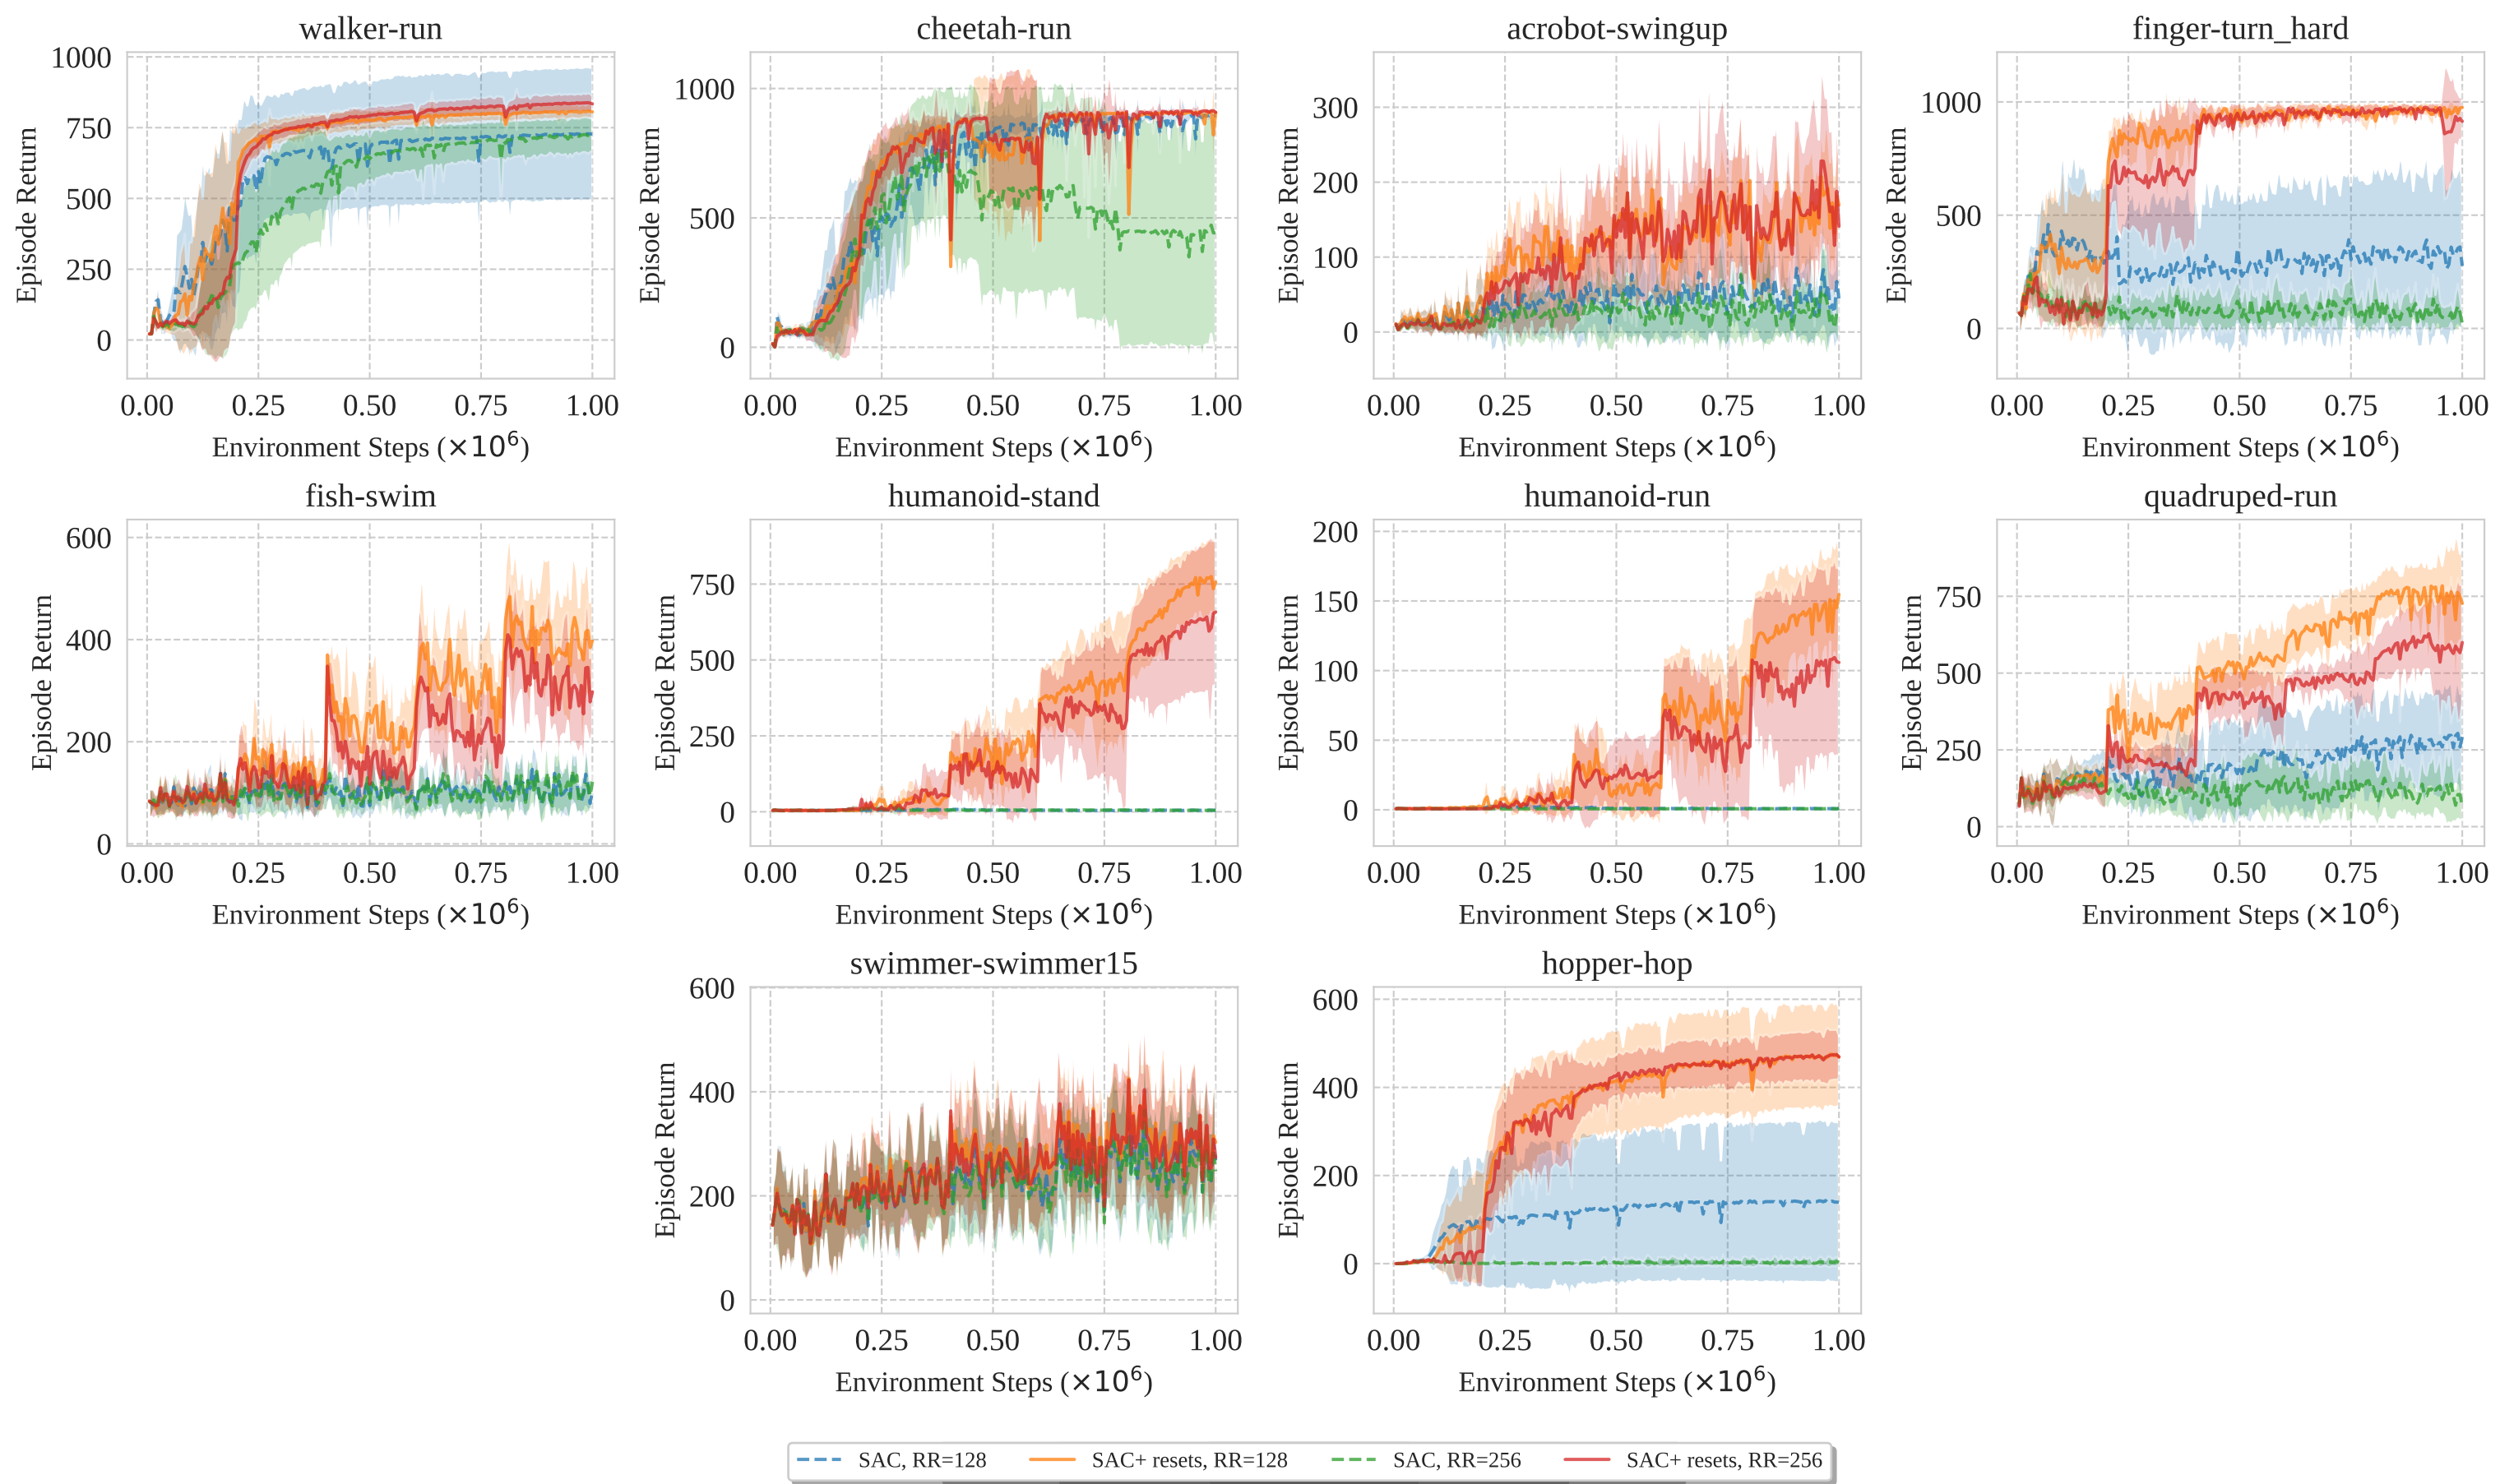 walker-run
cheetah-run
acrobot-swingup
finger-turn_hard
Episode Return
1000
750
500
250
0
0.00 0.25 0.50 0.75 1.00
Environment Steps (×10⁶)
Episode Return
1000
500
0
0.00 0.25 0.50 0.75 1.00
Environment Steps (×10⁶)
Episode Return
300
200
100
0
0.00 0.25 0.50 0.75 1.00
Environment Steps (×10⁶)
Episode Return
1000
500
0
0.00 0.25 0.50 0.75 1.00
Environment Steps (×10⁶)
fish-swim
humanoid-stand
humanoid-run
quadruped-run
Episode Return
600
400
200
0
0.00 0.25 0.50 0.75 1.00
Environment Steps (×10⁶)
Episode Return
750
500
250
0
0.00 0.25 0.50 0.75 1.00
Environment Steps (×10⁶)
Episode Return
200
150
100
50
0
0.00 0.25 0.50 0.75 1.00
Environment Steps (×10⁶)
Episode Return
750
500
250
0
0.00 0.25 0.50 0.75 1.00
Environment Steps (×10⁶)
swimmer-swimmer15
hopper-hop
Episode Return
600
400
200
0
0.00 0.25 0.50 0.75 1.00
Environment Steps (×10⁶)
Episode Return
600
400
200
0
0.00 0.25 0.50 0.75 1.00
Environment Steps (×10⁶)
SAC, RR=128 SAC+ resets, RR=128 SAC, RR=256 SAC+ resets, RR=256